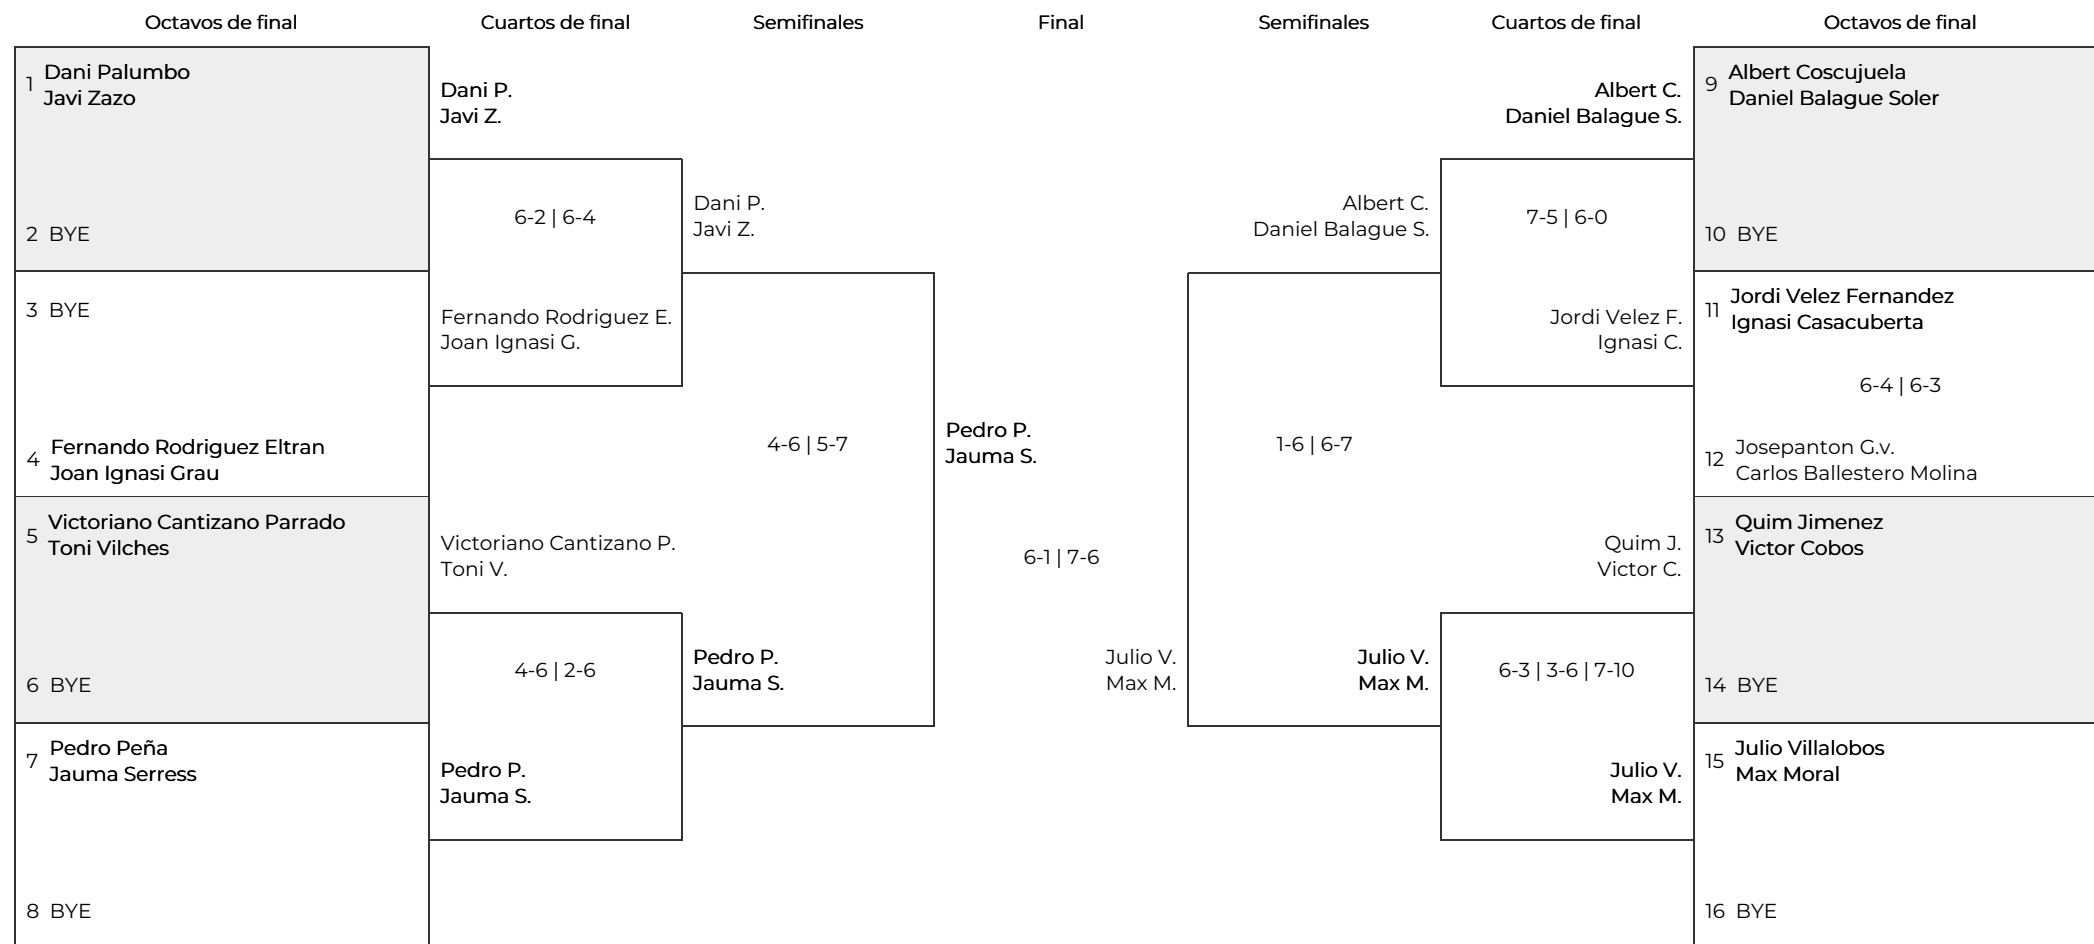 Octavos de final
Cuartos de final
Semifinales
Final
Semifinales
Cuartos de final
Octavos de final
1
Dani Palumbo
Javi Zazo
2 BYE
3 BYE
4
Fernando Rodriguez Eltran
Joan Ignasi Grau
5
Victoriano Cantizano Parrado
Toni Vilches
6 BYE
7
Pedro Peña
Jauma Serress
8 BYE
Dani P.
Javi Z.
6-2 | 6-4
Fernando Rodriguez E.
Joan Ignasi G.
Victoriano Cantizano P.
Toni V.
4-6 | 2-6
Pedro P.
Jauma S.
Dani P.
Javi Z.
4-6 | 5-7
Pedro P.
Jauma S.
Pedro P.
Jauma S.
6-1 | 7-6
Julio V.
Max M.
Albert C.
Daniel Balague S.
1-6 | 6-7
Julio V.
Max M.
Albert C.
Daniel Balague S.
7-5 | 6-0
Jordi Velez F.
Ignasi C.
Quim J.
Victor C.
6-3 | 3-6 | 7-10
Julio V.
Max M.
9
Albert Coscujuela
Daniel Balague Soler
10 BYE
11
Jordi Velez Fernandez
Ignasi Casacuberta
6-4 | 6-3
12
Josepanton G.v.
Carlos Ballestero Molina
13
Quim Jimenez
Victor Cobos
14 BYE
15
Julio Villalobos
Max Moral
16 BYE